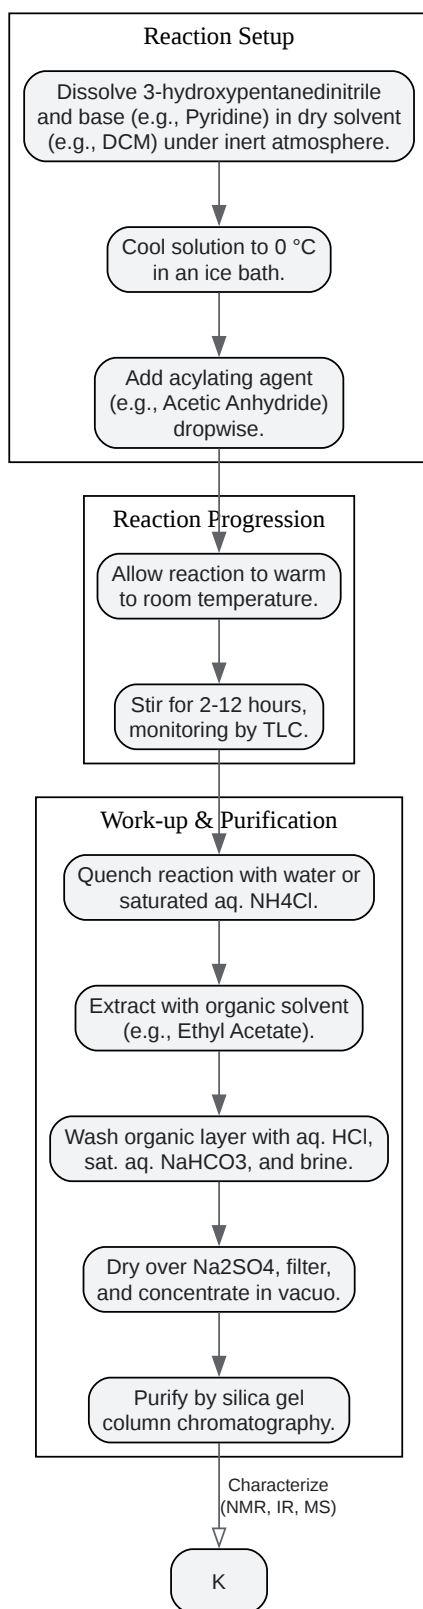 Reaction Setup
Dissolve 3-hydroxypentanedinitrile
and base (e.g., Pyridine) in dry solvent
(e.g., DCM) under inert atmosphere.
Cool solution to 0 °C
in an ice bath.
Add acylating agent
(e.g., Acetic Anhydride)
dropwise.
Reaction Progression
Allow reaction to warm
to room temperature.
Stir for 2-12 hours,
monitoring by TLC.
Work-up & Purification
Quench reaction with water or
saturated aq. NH4Cl.
Extract with organic solvent
(e.g., Ethyl Acetate).
Wash organic layer with aq. HCl,
sat. aq. NaHCO3, and brine.
Dry over Na2SO4, filter,
and concentrate in vacuo.
Purify by silica gel
column chromatography.
Characterize
(NMR, IR, MS)
K